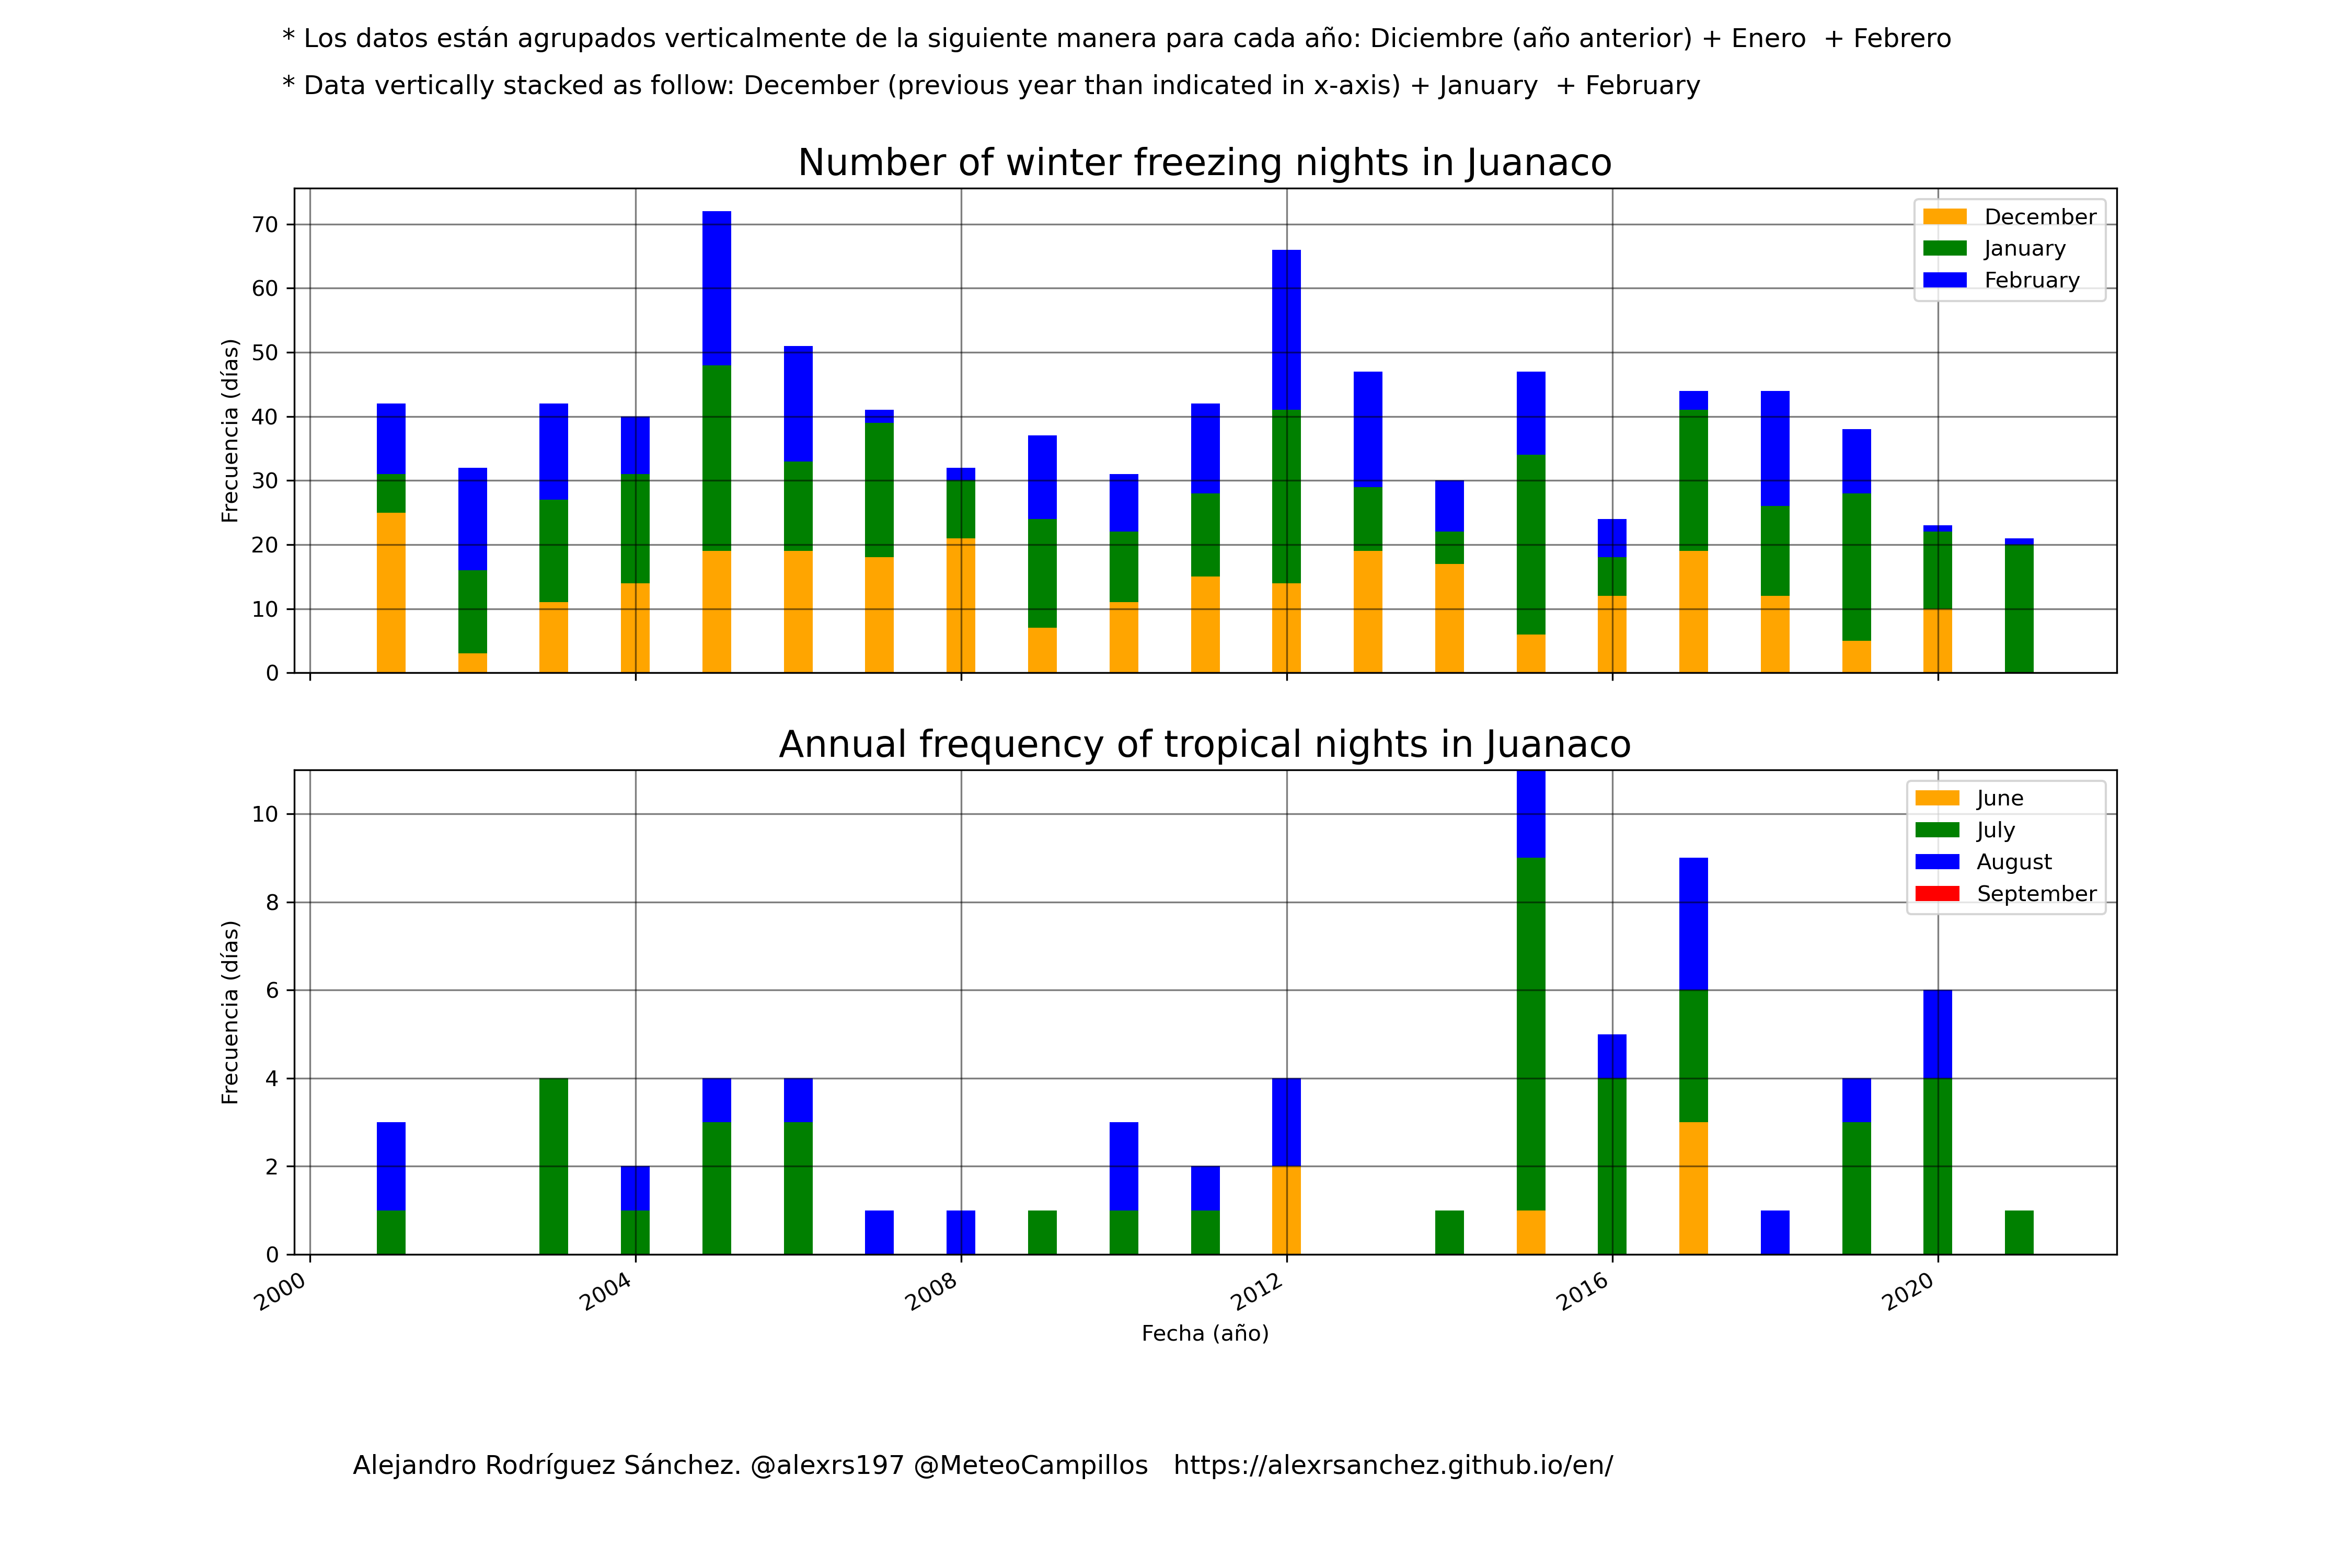 * Los datos están agrupados verticalmente de la siguiente manera para cada año: Diciembre (año anterior) + Enero  + Febrero
* Data vertically stacked as follow: December (previous year than indicated in x-axis) + January  + February
Number of winter freezing nights in Juanaco
Frecuencia (días)
70
60
50
40
30
20
10
0
December
January
February
Annual frequency of tropical nights in Juanaco
Frecuencia (días)
10
8
6
4
2
0
June
July
August
September
2000
2004
2008
2012
2016
2020
Fecha (año)
Alejandro Rodríguez Sánchez. @alexrs197 @MeteoCampillos   https://alexrsanchez.github.io/en/